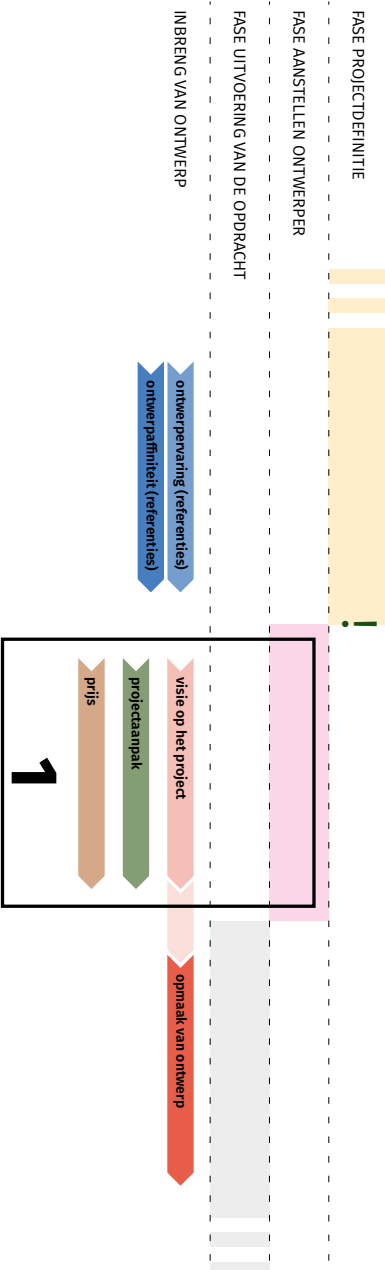 FASE PROJECTDEFINITIE
FASE AANSTELLEN ONTWERPER
FASE UITVOERING VAN DE OPDRACHT
INBRENG VAN ONTWERP
!
ontwerpervaring (referenties)
ontwerpaffiniteit (referenties)
visie op het project
projectaanpak
prijs
opmaak van ontwerp
1